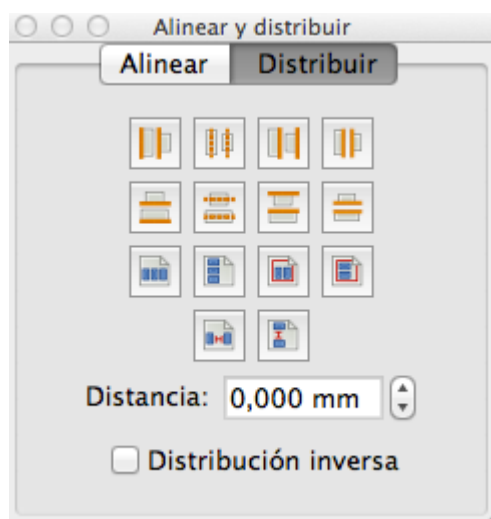 Alinear y distribuir
Alinear Distribuir
Distancia: 0,000 mm
Distribución inversa